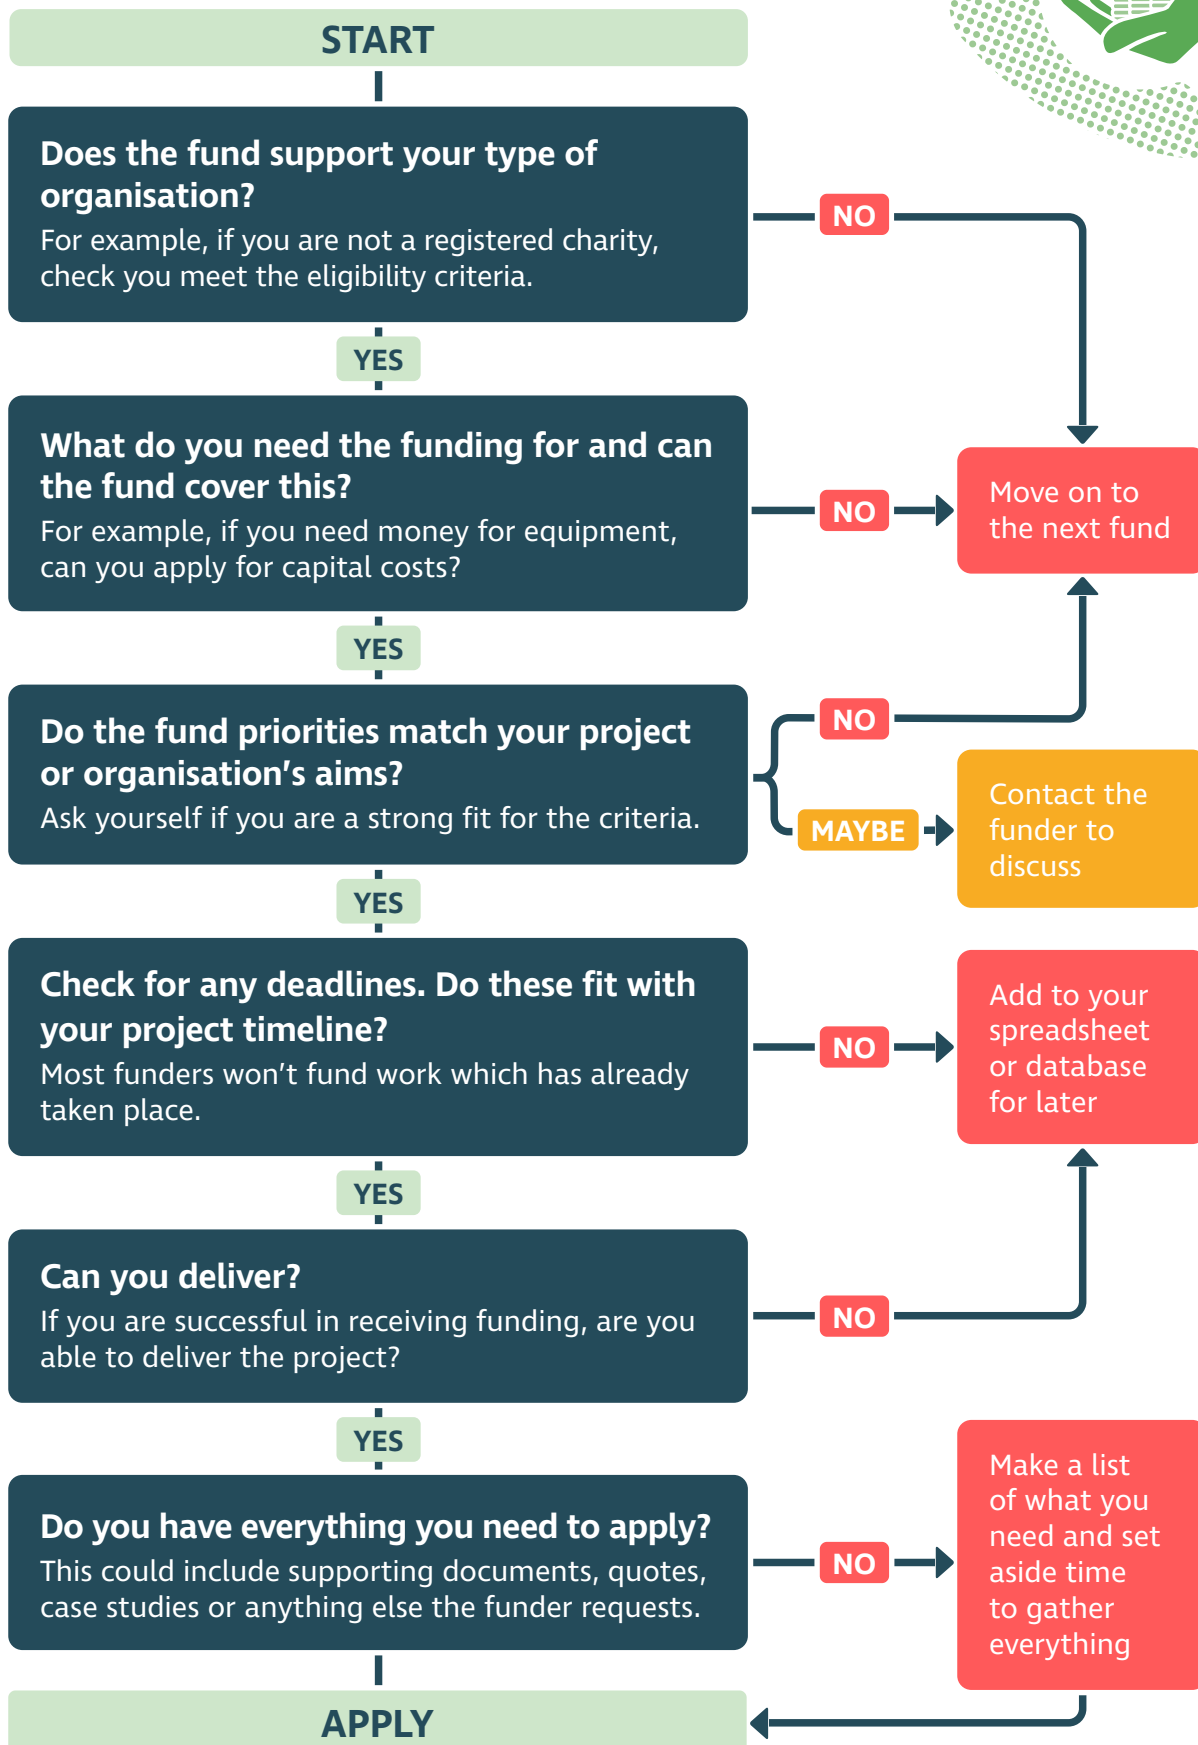 START
Does the fund support your type of
organisation?
For example, if you are not a registered charity,
check you meet the eligibility criteria.
NO
YES
What do you need the funding for and can
the fund cover this?
For example, if you need money for equipment,
can you apply for capital costs?
NO
Move on to
the next fund
YES
Do the fund priorities match your project
or organisation’s aims?
Ask yourself if you are a strong fit for the criteria.
NO
MAYBE
Contact the
funder to
discuss
YES
Check for any deadlines. Do these fit with
your project timeline?
Most funders won’t fund work which has already
taken place.
NO
Add to your
spreadsheet
or database
for later
YES
Can you deliver?
If you are successful in receiving funding, are you
able to deliver the project?
NO
YES
Do you have everything you need to apply?
This could include supporting documents, quotes,
case studies or anything else the funder requests.
NO
Make a list
of what you
need and set
aside time
to gather
everything
APPLY